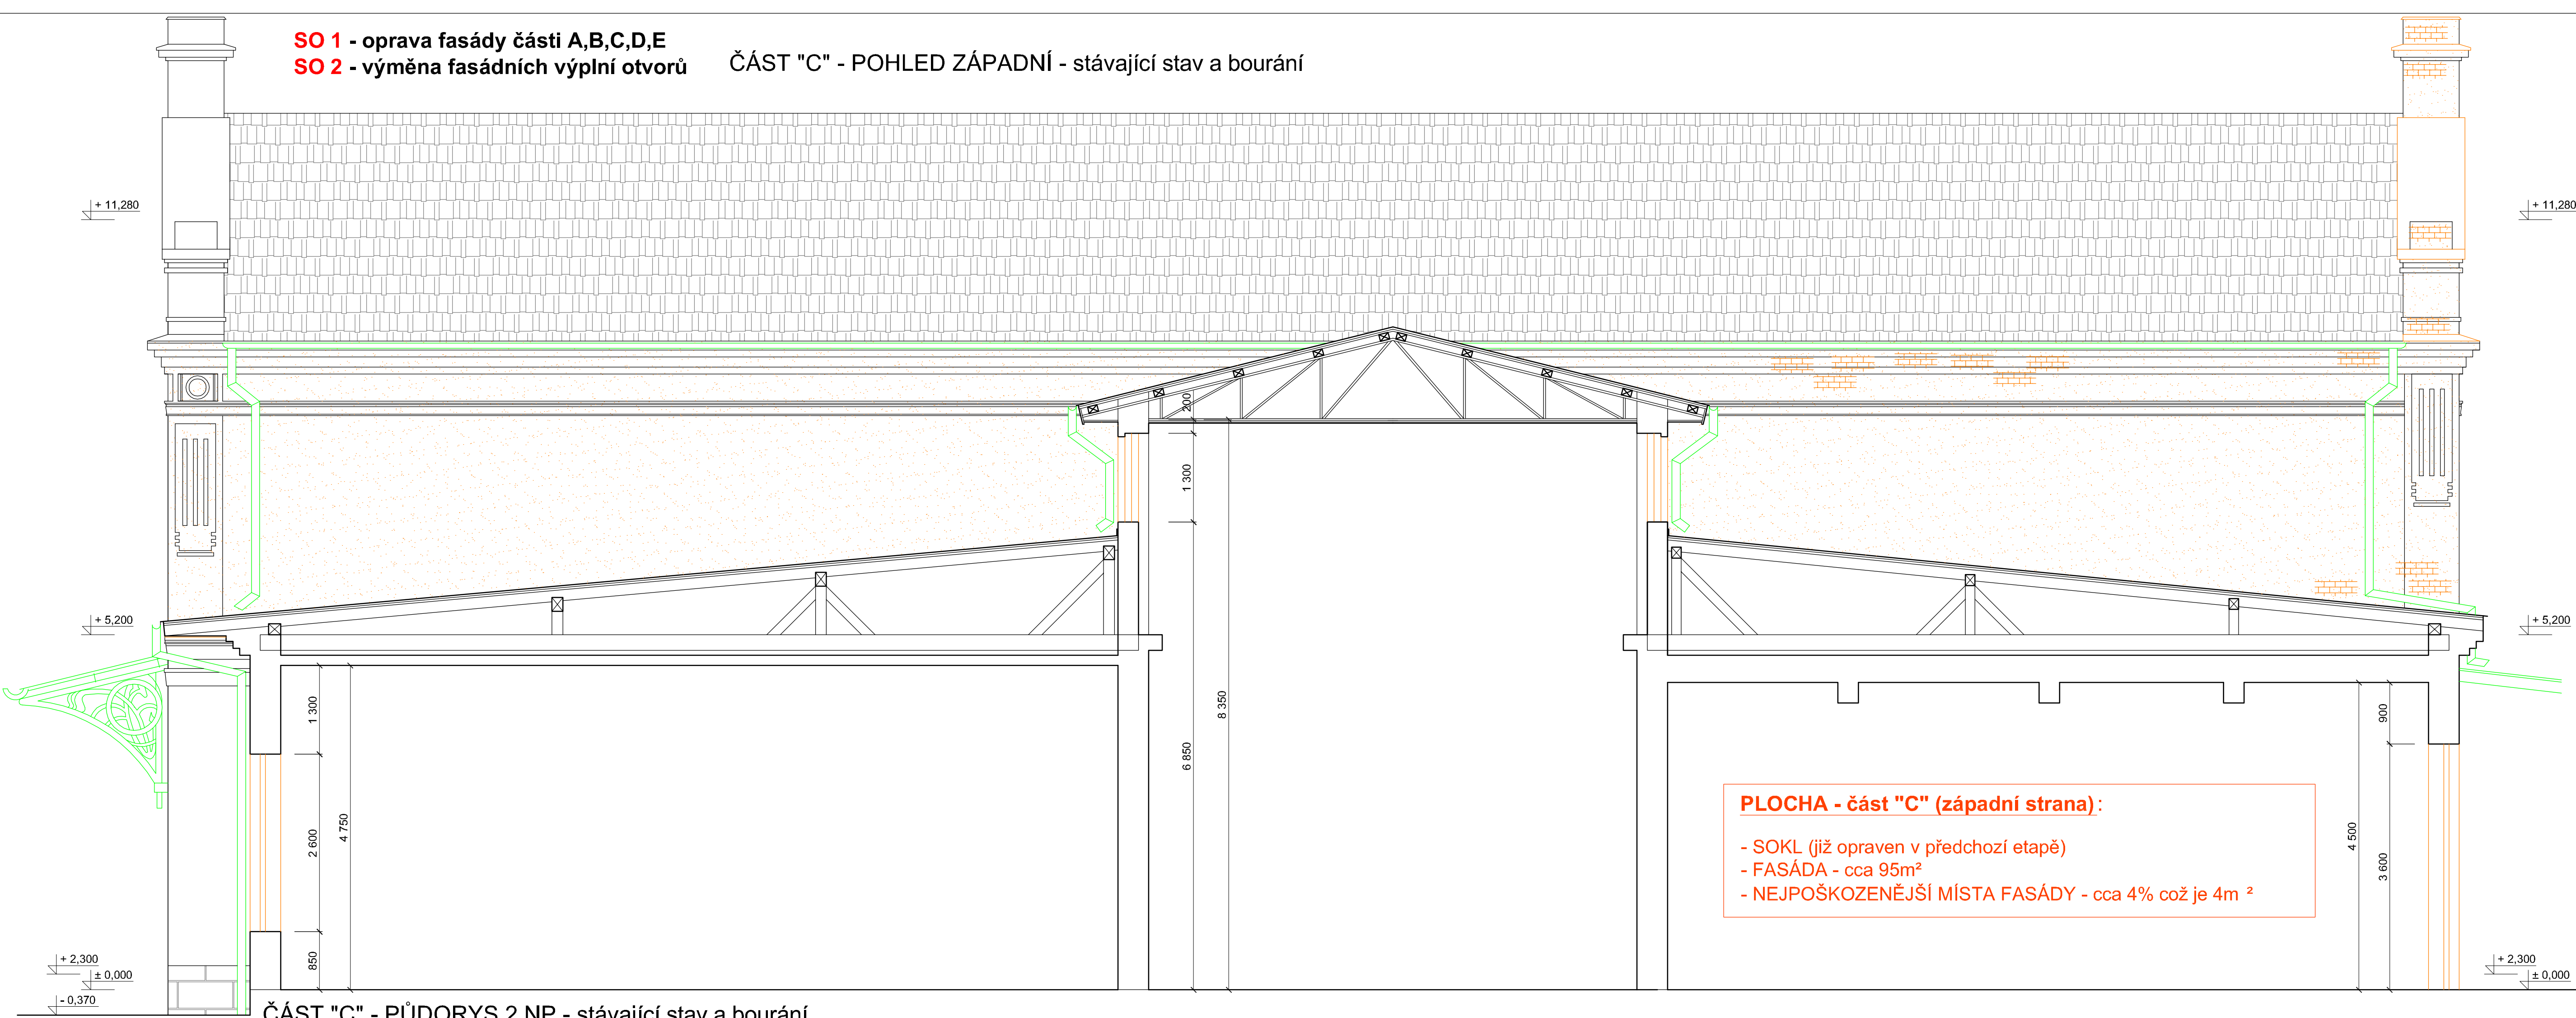 SO 1 - oprava fasády části A,B,C,D,E
SO 2 - výměna fasádních výplní otvorů
ČÁST "C" - POHLED ZÁPADNÍ - stávající stav a bourání
+ 11,280
+ 11,280
200
1 300
+ 5,200
+ 5,200
1 300
2 600
850
4 750
6 850
8 350
900
4 500
3 600
PLOCHA - část "C" (západní strana):
- SOKL (již opraven v předchozí etapě)
- FASÁDA - cca 95m²
- NEJPOŠKOZENĚJŠÍ MÍSTA FASÁDY - cca 4% což je 4m ²
+ 2,300
± 0,000
- 0,370
+ 2,300
± 0,000
ČÁST "C" - PŮDORYS 2.NP - stávající stav a bourání